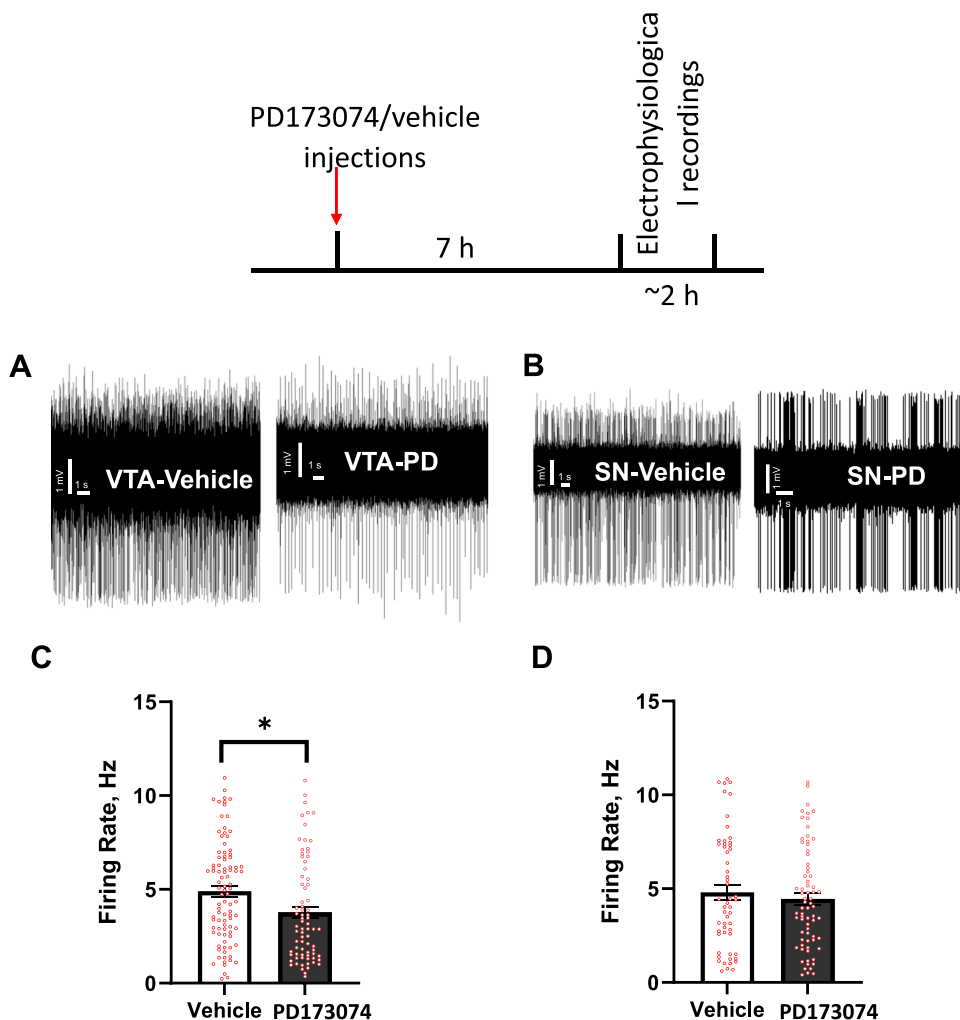 PD173074/vehicle
injections
Electrophysiologica
l recordings
7 h
~2 h
A
1 mV
1 s
VTA-Vehicle
1 mV
1 s
VTA-PD
B
1 mV
1 s
SN-Vehicle
1 mV
1 s
SN-PD
C
Firing Rate, Hz
15
10
5
0
*
Vehicle
PD173074
D
Firing Rate, Hz
15
10
5
0
Vehicle
PD173074